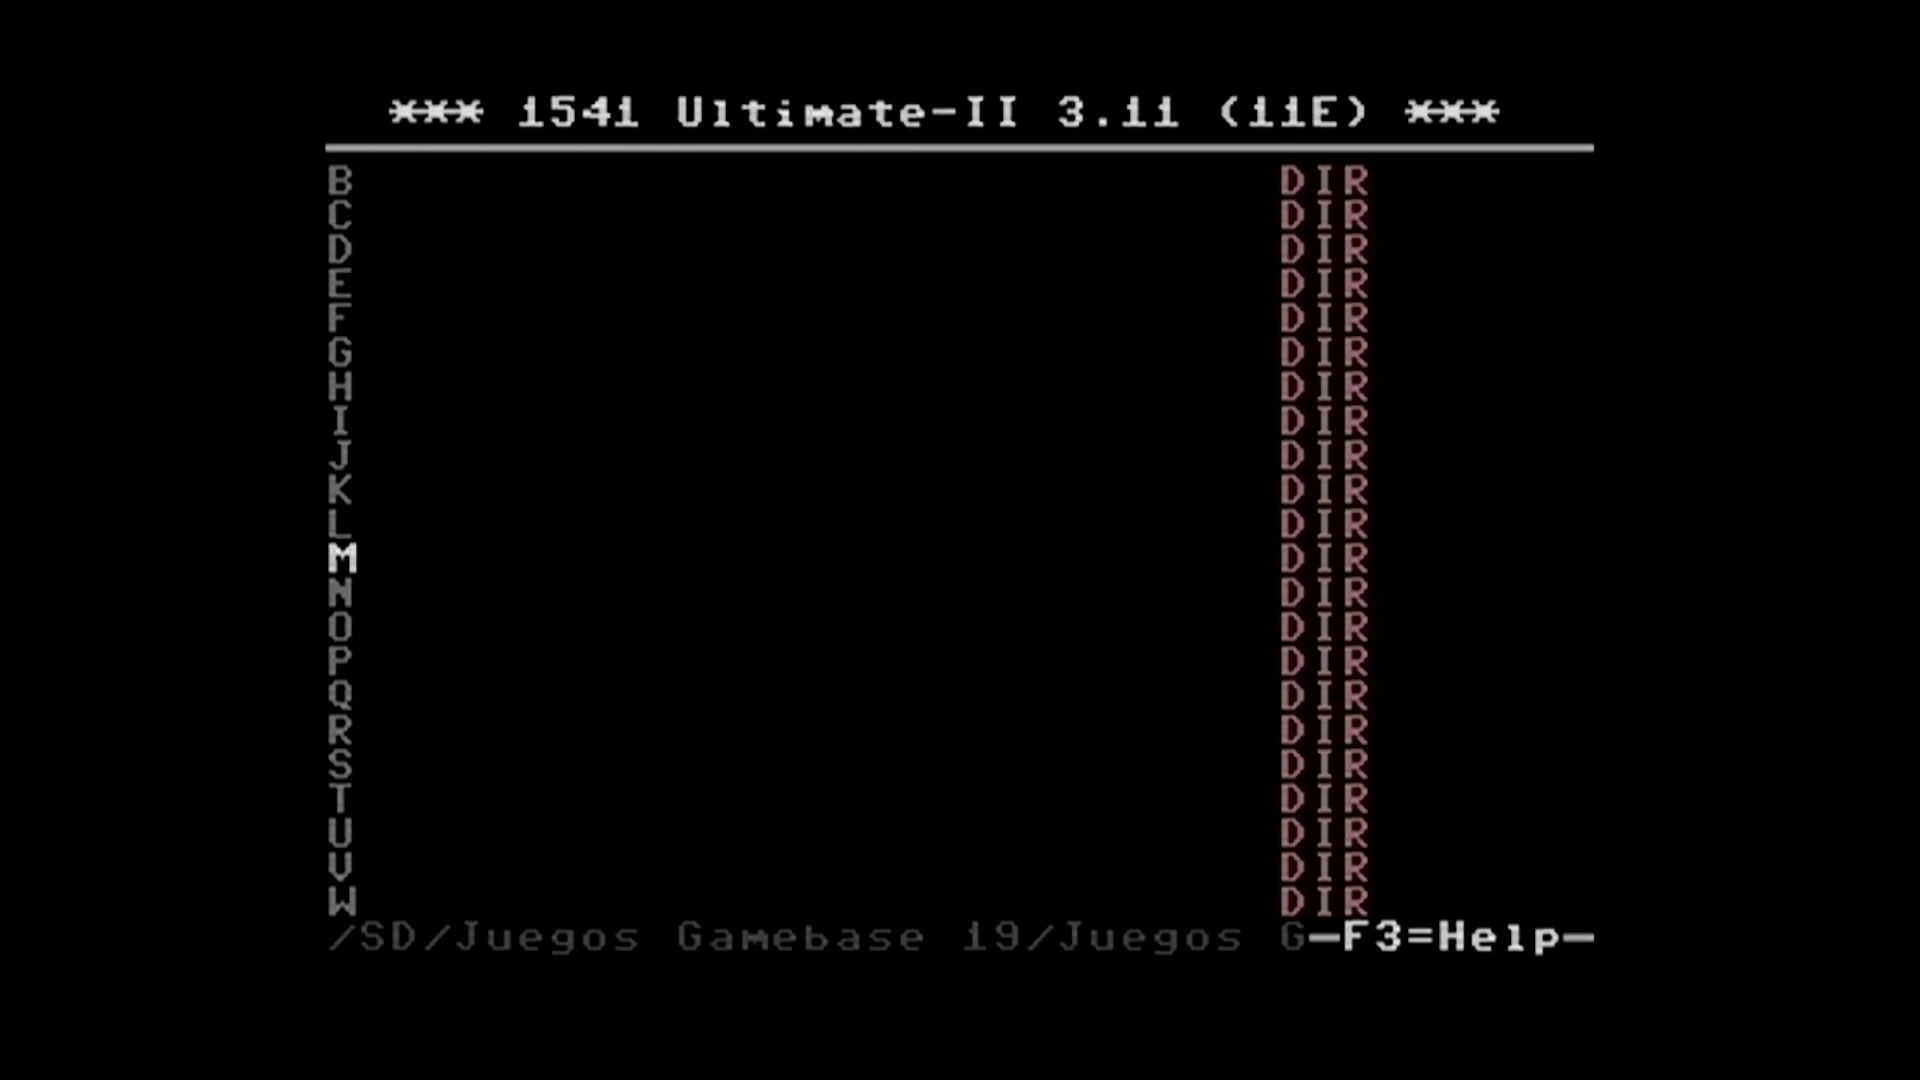 *** 1541 Ultimate-II 3.11 (11E) ***
B DIR
C DIR
D DIR
E DIR
F DIR
G DIR
H DIR
I DIR
J DIR
K DIR
L DIR
M DIR
N DIR
O DIR
P DIR
Q DIR
R DIR
S DIR
T DIR
U DIR
V DIR
W DIR
/SD/Juegos Gamebase 19/Juegos G—F3=Help—